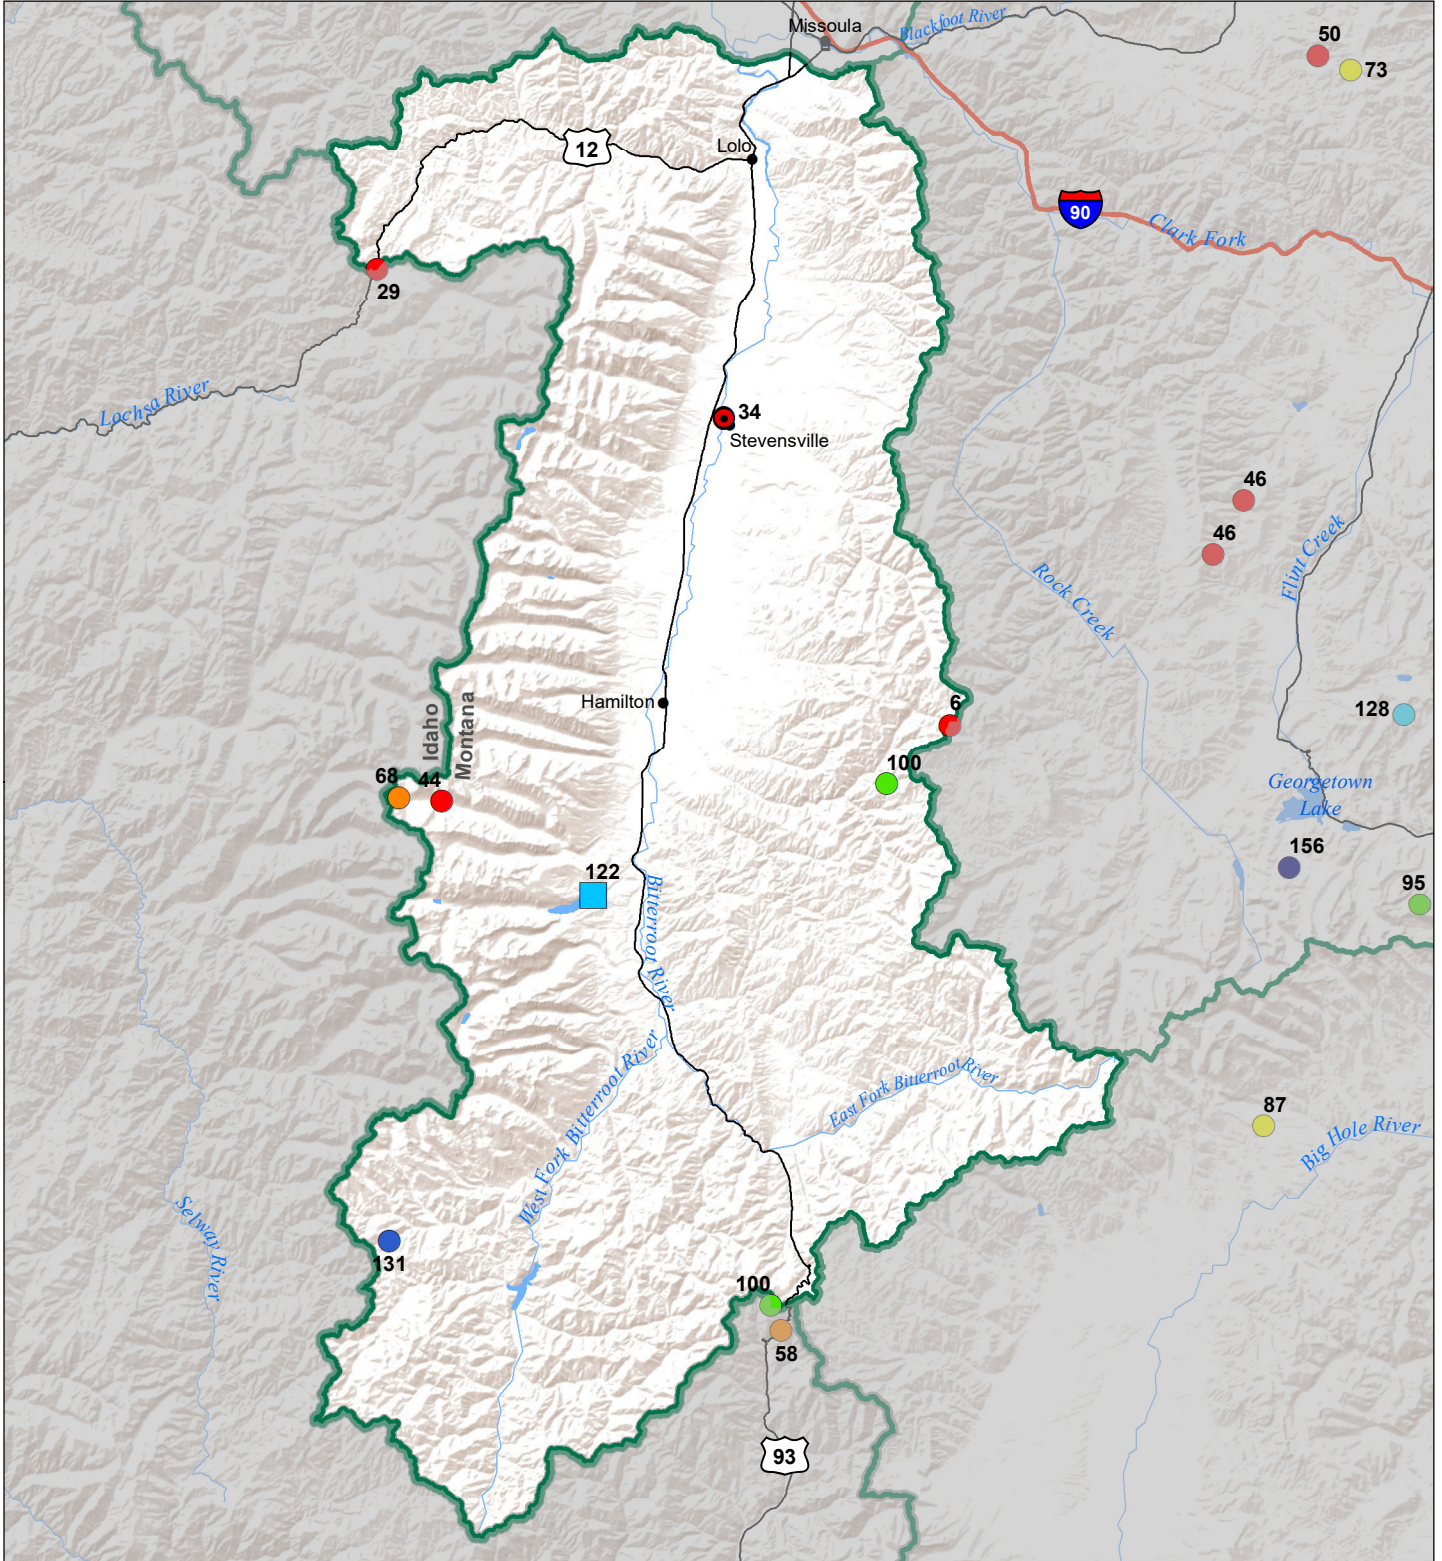 Missoula
Blackfoot River
50
73
12
Lolo
90
Clark Fork
29
Lochsa River
34
Stevensville
46
46
Flint Creek
Rock Creek
Idaho
Montana
Hamilton
6
128
68
44
100
Georgetown
Lake
122
156
95
Bitterroot River
West Fork Bitterroot River
East Fork Bitterroot River
87
Big Hole River
Selway River
131
100
58
93